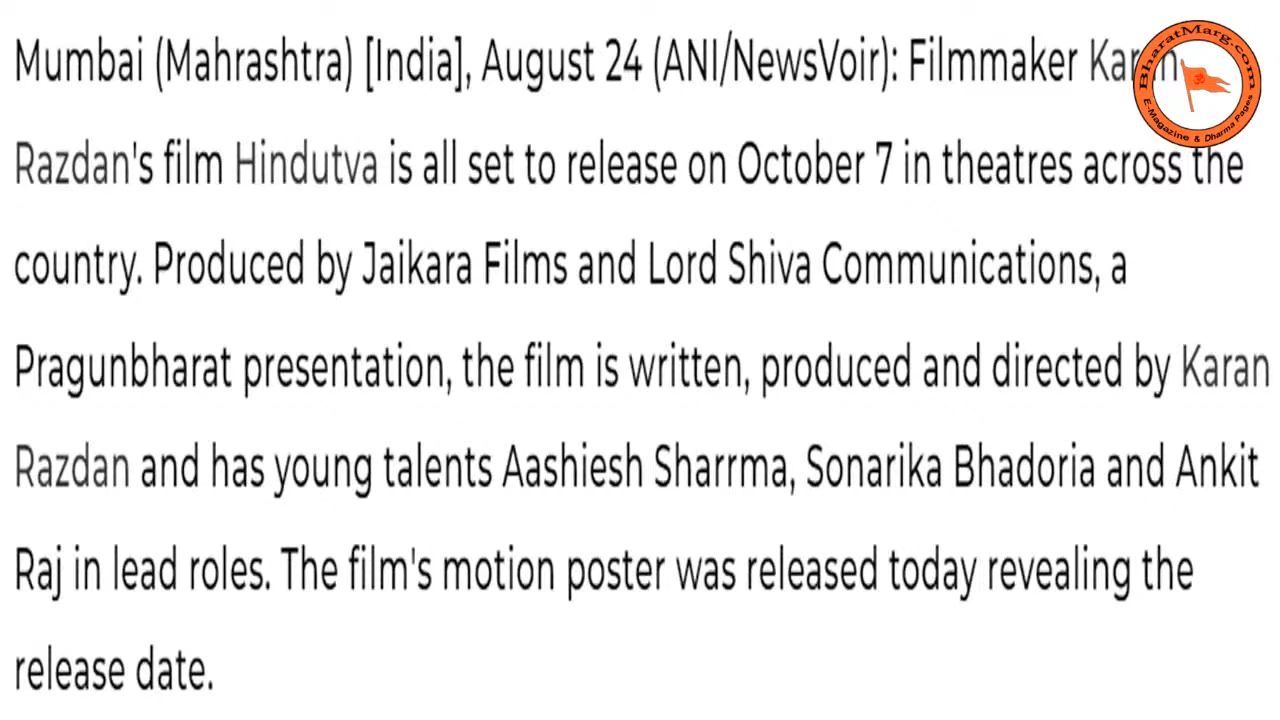 Mumbai (Mahrashtra) [India], August 24 (ANI/NewsVoir): Filmmaker Karan
Razdan's film Hindutva is all set to release on October 7 in theatres across the
country. Produced by Jaikara Films and Lord Shiva Communications, a
Pragunbharat presentation, the film is written, produced and directed by Karan
Razdan and has young talents Aashiesh Sharrma, Sonarika Bhadoria and Ankit
Raj in lead roles. The film's motion poster was released today revealing the
release date.
BharatMarg.com
E-Magazine & Dharma Pages